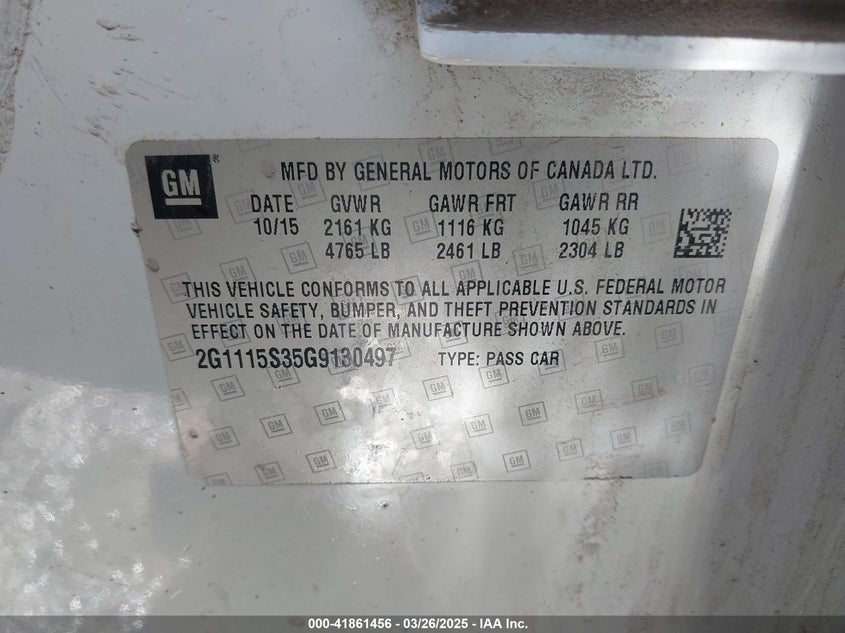 GM®
MFD BY GENERAL MOTORS OF CANADA LTD.
DATE GVWR GAWR FRT GAWR RR
10/15 2161 KG 1116 KG 1045 KG
4765 LB 2461 LB 2304 LB
THIS VEHICLE CONFORMS TO ALL APPLICABLE U.S. FEDERAL MOTOR
VEHICLE SAFETY, BUMPER, AND THEFT PREVENTION STANDARDS IN
EFFECT ON THE DATE OF MANUFACTURE SHOWN ABOVE.
2G1115S35G9130497 TYPE: PASS CAR
000-41861456 - 03/26/2025 - IAA Inc.